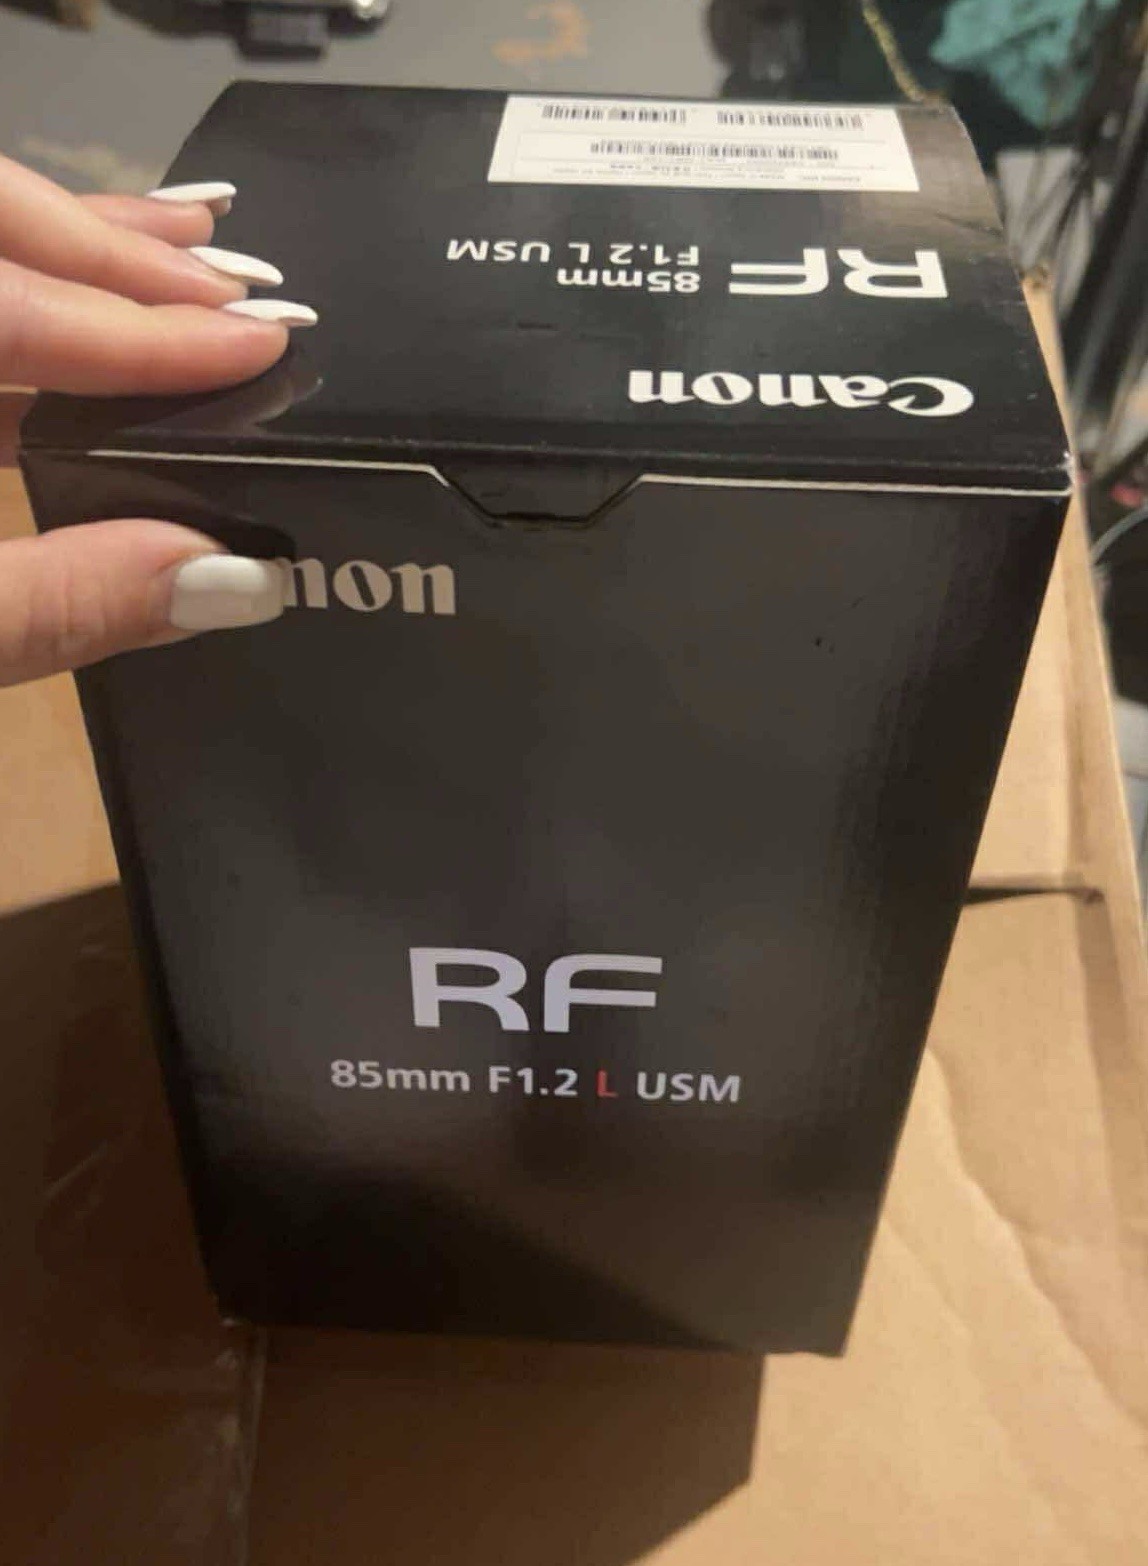 Canon
RF
85mm
F1.2 L USM
non
RF
85mm F1.2 L USM